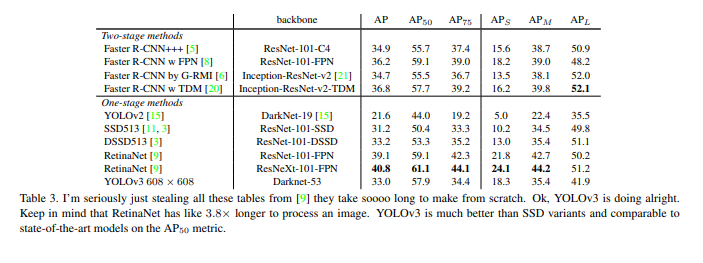 backbone AP AP50 AP75 APS APM APL
Two-stage methods
Faster R-CNN+++ [5] ResNet-101-C4 34.9 55.7 37.4 15.6 38.7 50.9
Faster R-CNN w FPN [8] ResNet-101-FPN 36.2 59.1 39.0 18.2 39.0 48.2
Faster R-CNN by G-RMI [6] Inception-ResNet-v2 [21] 34.7 55.5 36.7 13.5 38.1 52.0
Faster R-CNN w TDM [20] Inception-ResNet-v2-TDM 36.8 57.7 39.2 16.2 39.8 52.1
One-stage methods
YOLOv2 [15] DarkNet-19 [15] 21.6 44.0 19.2 5.0 22.4 35.5
SSD513 [11, 3] ResNet-101-SSD 31.2 50.4 33.3 10.2 34.5 49.8
DSSD513 [3] ResNet-101-DSSD 33.2 53.3 35.2 13.0 35.4 51.1
RetinaNet [9] ResNet-101-FPN 39.1 59.1 42.3 21.8 42.7 50.2
RetinaNet [9] ResNeXt-101-FPN 40.8 61.1 44.1 24.1 44.2 51.2
YOLOv3 608 × 608 Darknet-53 33.0 57.9 34.4 18.3 35.4 41.9
Table 3. I'm seriously just stealing all these tables from [9] they take soooo long to make from scratch. Ok, YOLOv3 is doing alright.
Keep in mind that RetinaNet has like 3.8× longer to process an image. YOLOv3 is much better than SSD variants and comparable to
state-of-the-art models on the AP50 metric.